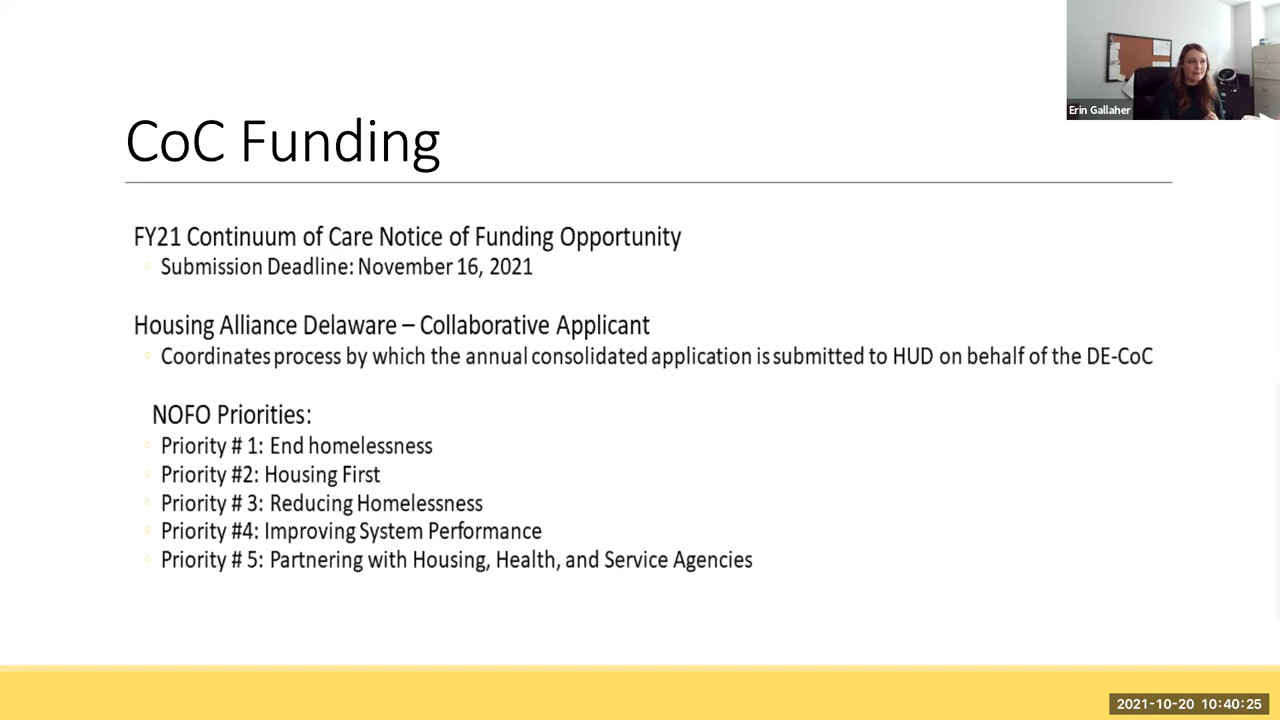 Erin Gallaher
CoC Funding
FY21 Continuum of Care Notice of Funding Opportunity
Submission Deadline: November 16, 2021
Housing Alliance Delaware – Collaborative Applicant
Coordinates process by which the annual consolidated application is submitted to HUD on behalf of the DE-CoC
NOFO Priorities:
Priority # 1: End homelessness
Priority #2: Housing First
Priority # 3: Reducing Homelessness
Priority #4: Improving System Performance
Priority # 5: Partnering with Housing, Health, and Service Agencies
2021-10-20 10:40:25